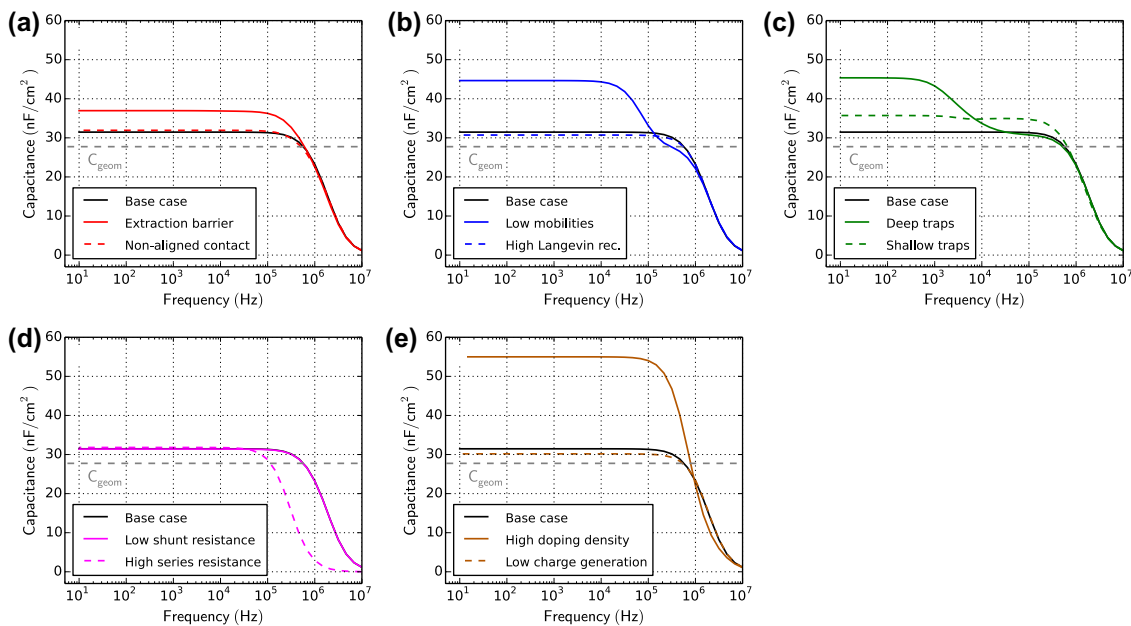 (a)
60
50
40
30
20
10
0
Capacitance (nF/cm²)
C_geom
Base case
Extraction barrier
Non-aligned contact
10¹ 10² 10³ 10⁴ 10⁵ 10⁶ 10⁷
Frequency (Hz)
(b)
60
50
40
30
20
10
0
Capacitance (nF/cm²)
C_geom
Base case
Low mobilities
High Langevin rec.
10¹ 10² 10³ 10⁴ 10⁵ 10⁶ 10⁷
Frequency (Hz)
(c)
60
50
40
30
20
10
0
Capacitance (nF/cm²)
C_geom
Base case
Deep traps
Shallow traps
10¹ 10² 10³ 10⁴ 10⁵ 10⁶ 10⁷
Frequency (Hz)
(d)
60
50
40
30
20
10
0
Capacitance (nF/cm²)
C_geom
Base case
Low shunt resistance
High series resistance
10¹ 10² 10³ 10⁴ 10⁵ 10⁶ 10⁷
Frequency (Hz)
(e)
60
50
40
30
20
10
0
Capacitance (nF/cm²)
C_geom
Base case
High doping density
Low charge generation
10¹ 10² 10³ 10⁴ 10⁵ 10⁶ 10⁷
Frequency (Hz)